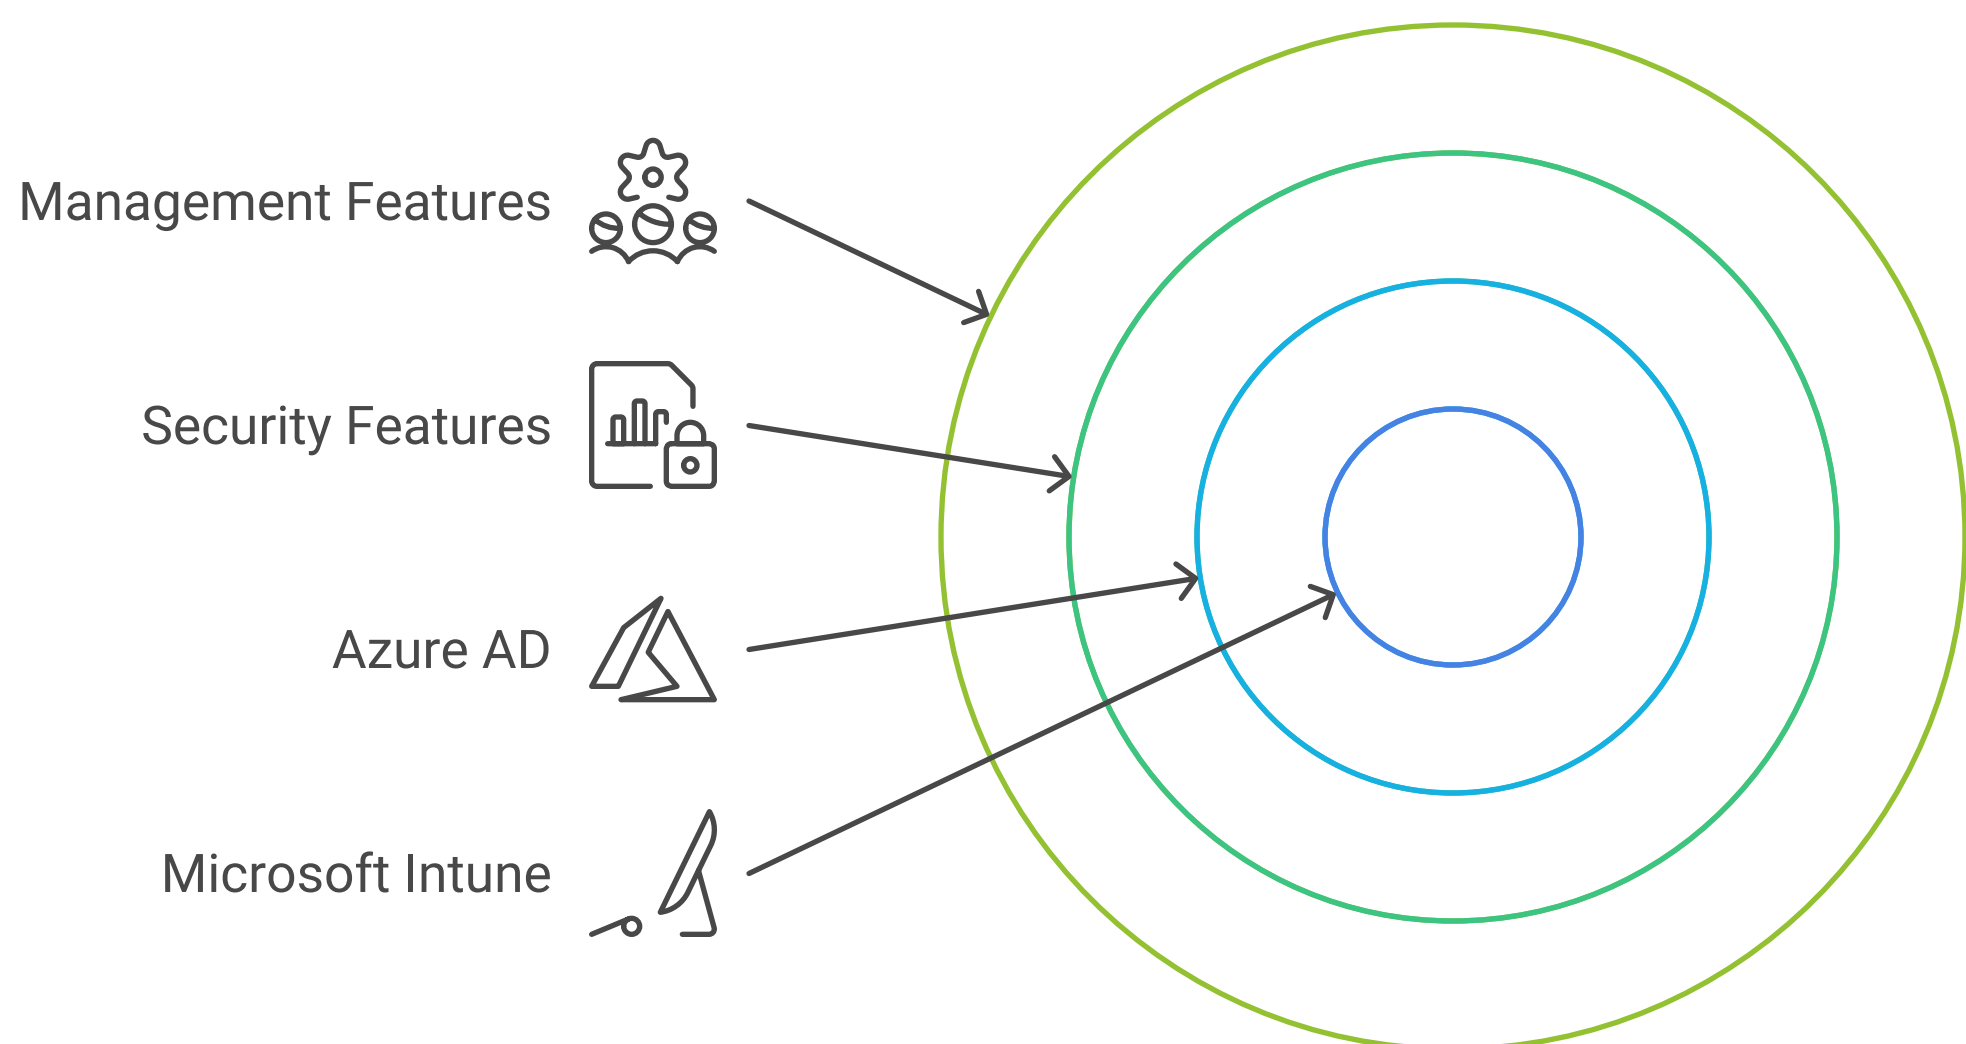 Management Features
Security Features
Azure AD
Microsoft Intune